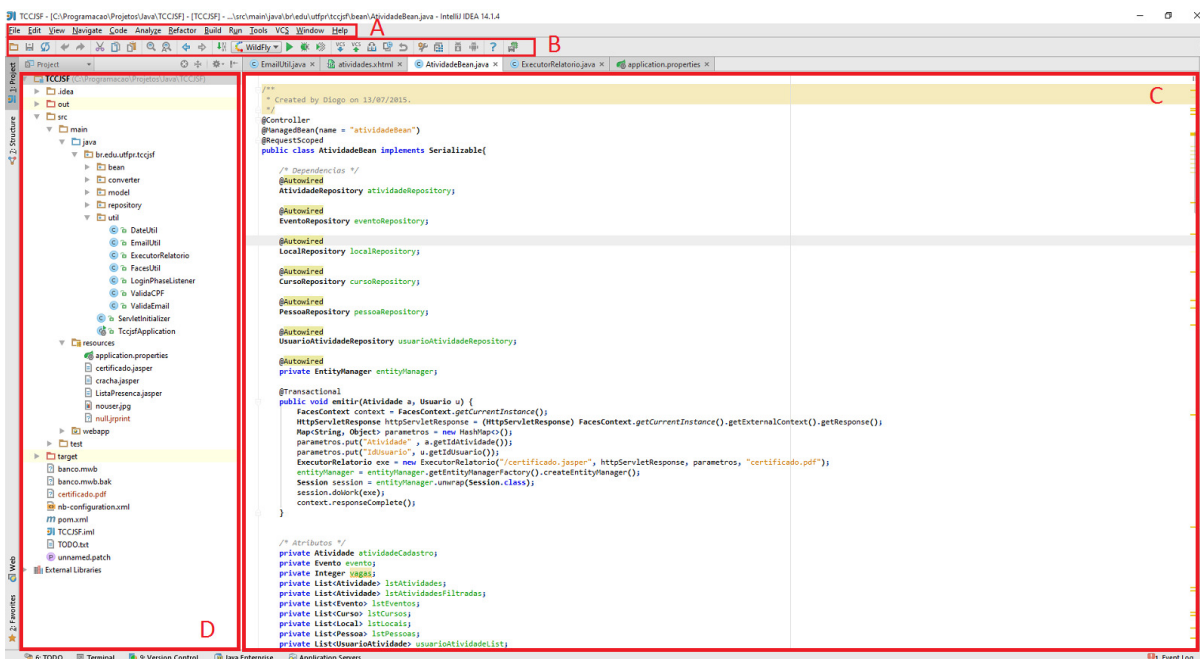 TCCJSF - [C:\Programacao\Projetos\Java\TCCJSF] - [TCCJSF] - ...\src\main\java\br\edu\utfpr\tccjsf\bean\AtividadeBean.java - IntelliJ IDEA 14.1.4
File Edit View Navigate Code Analyze Refactor Build Run Tools VCS Window Help
A
WildFly
VCS VCS
B
Project
EmailUtil.java
atividades.xhtml
AtividadeBean.java
ExecutorRelatorio.java
application.properties
1: Project
2: Structure
Web
2: Favorites
TCCJSF (C:\Programacao\Projetos\Java\TCCJSF)
.idea
out
src
main
java
br.edu.utfpr.tccjsf
bean
converter
model
repository
util
DateUtil
EmailUtil
ExecutorRelatorio
FacesUtil
LoginPhaseListener
ValidaCPF
ValidaEmail
ServletInitializer
TccjsfApplication
resources
application.properties
certificado.jasper
cracha.jasper
ListaPresenca.jasper
nouser.jpg
null.jrprint
webapp
test
target
banco.mwb
banco.mwb.bak
certificado.pdf
nb-configuration.xml
pom.xml
TCCJSF.iml
TODO.txt
unnamed.patch
External Libraries
D
C
/**
* Created by Diogo on 13/07/2015.
*/
@Controller
@ManagedBean(name = "atividadeBean")
@RequestScoped
public class AtividadeBean implements Serializable{
/* Dependencias */
@Autowired
AtividadeRepository atividadeRepository;
@Autowired
EventoRepository eventoRepository;
@Autowired
LocalRepository localRepository;
@Autowired
CursoRepository cursoRepository;
@Autowired
PessoaRepository pessoaRepository;
@Autowired
UsuarioAtividadeRepository usuarioAtividadeRepository;
@Autowired
private EntityManager entityManager;
@Transactional
public void emitir(Atividade a, Usuario u) {
FacesContext context = FacesContext.getCurrentInstance();
HttpServletResponse httpServletResponse = (HttpServletResponse) FacesContext.getCurrentInstance().getExternalContext().getResponse();
Map<String, Object> parametros = new HashMap<>();
parametros.put("Atividade" , a.getIdAtividade());
parametros.put("IdUsuario", u.getIdUsuario());
ExecutorRelatorio exe = new ExecutorRelatorio("/certificado.jasper", httpServletResponse, parametros, "certificado.pdf");
entityManager = entityManager.getEntityManagerFactory().createEntityManager();
Session session = entityManager.unwrap(Session.class);
session.doWork(exe);
context.responseComplete();
}
/* Atributos */
private Atividade atividadeCadastro;
private Evento evento;
private Integer vagas;
private List<Atividade> lstAtividades;
private List<Atividade> lstAtividadesFiltradas;
private List<Evento> lstEventos;
private List<Curso> lstCursos;
private List<Local> lstLocais;
private List<Pessoa> lstPessoas;
private List<UsuarioAtividade> usuarioAtividadeList;
6: TODO Terminal 9: Version Control Java Enterprise Application Servers
1 Event Log